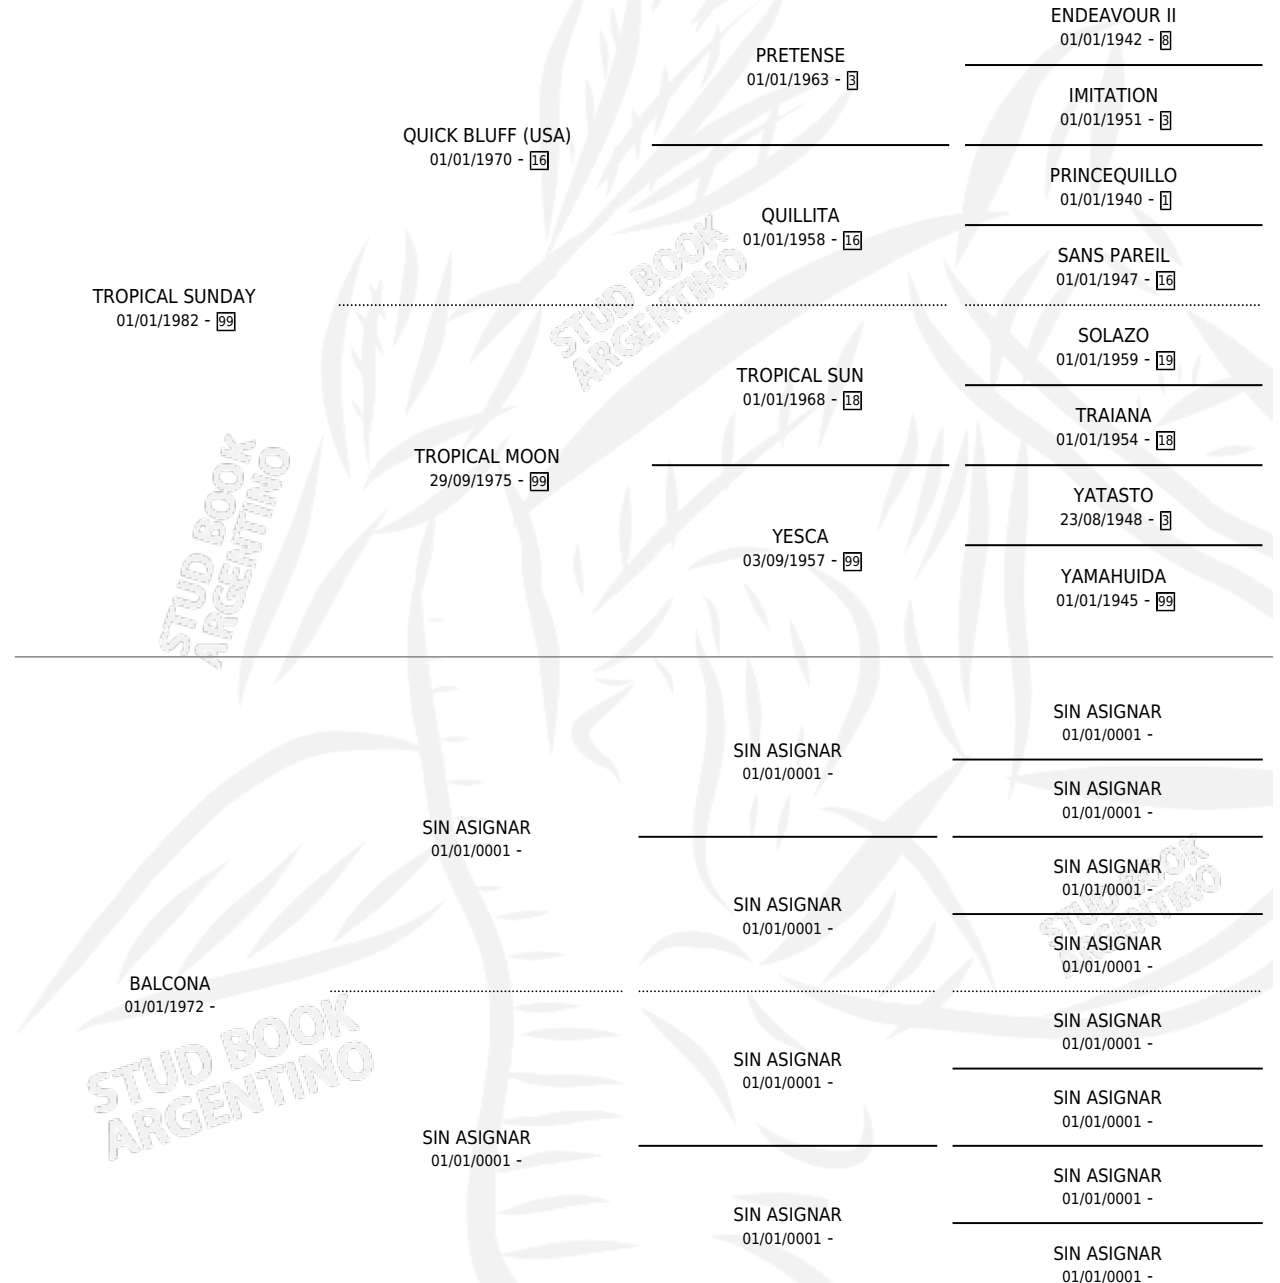 ENDEAVOUR II
01/01/1942 - 8
PRETENSE
01/01/1963 - 3
IMITATION
01/01/1951 - 3
QUICK BLUFF (USA)
01/01/1970 - 16
PRINCEQUILLO
01/01/1940 - 1
QUILLITA
01/01/1958 - 16
SANS PAREIL
01/01/1947 - 16
TROPICAL SUNDAY
01/01/1982 - 99
SOLAZO
01/01/1959 - 19
TROPICAL SUN
01/01/1968 - 18
TRAIANA
01/01/1954 - 18
TROPICAL MOON
29/09/1975 - 99
YATASTO
23/08/1948 - 3
YESCA
03/09/1957 - 99
YAMAHUIDA
01/01/1945 - 99
STUD BOOK
ARGENTINO
STUD BOOK
ARGENTINO
SIN ASIGNAR
01/01/0001 -
SIN ASIGNAR
01/01/0001 -
SIN ASIGNAR
01/01/0001 -
SIN ASIGNAR
01/01/0001 -
SIN ASIGNAR
01/01/0001 -
SIN ASIGNAR
01/01/0001 -
SIN ASIGNAR
01/01/0001 -
BALCONA
01/01/1972 -
SIN ASIGNAR
01/01/0001 -
SIN ASIGNAR
01/01/0001 -
SIN ASIGNAR
01/01/0001 -
SIN ASIGNAR
01/01/0001 -
SIN ASIGNAR
01/01/0001 -
SIN ASIGNAR
01/01/0001 -
SIN ASIGNAR
01/01/0001 -
STUD BOOK
ARGENTINO
STUD BOOK
ARGENTINO